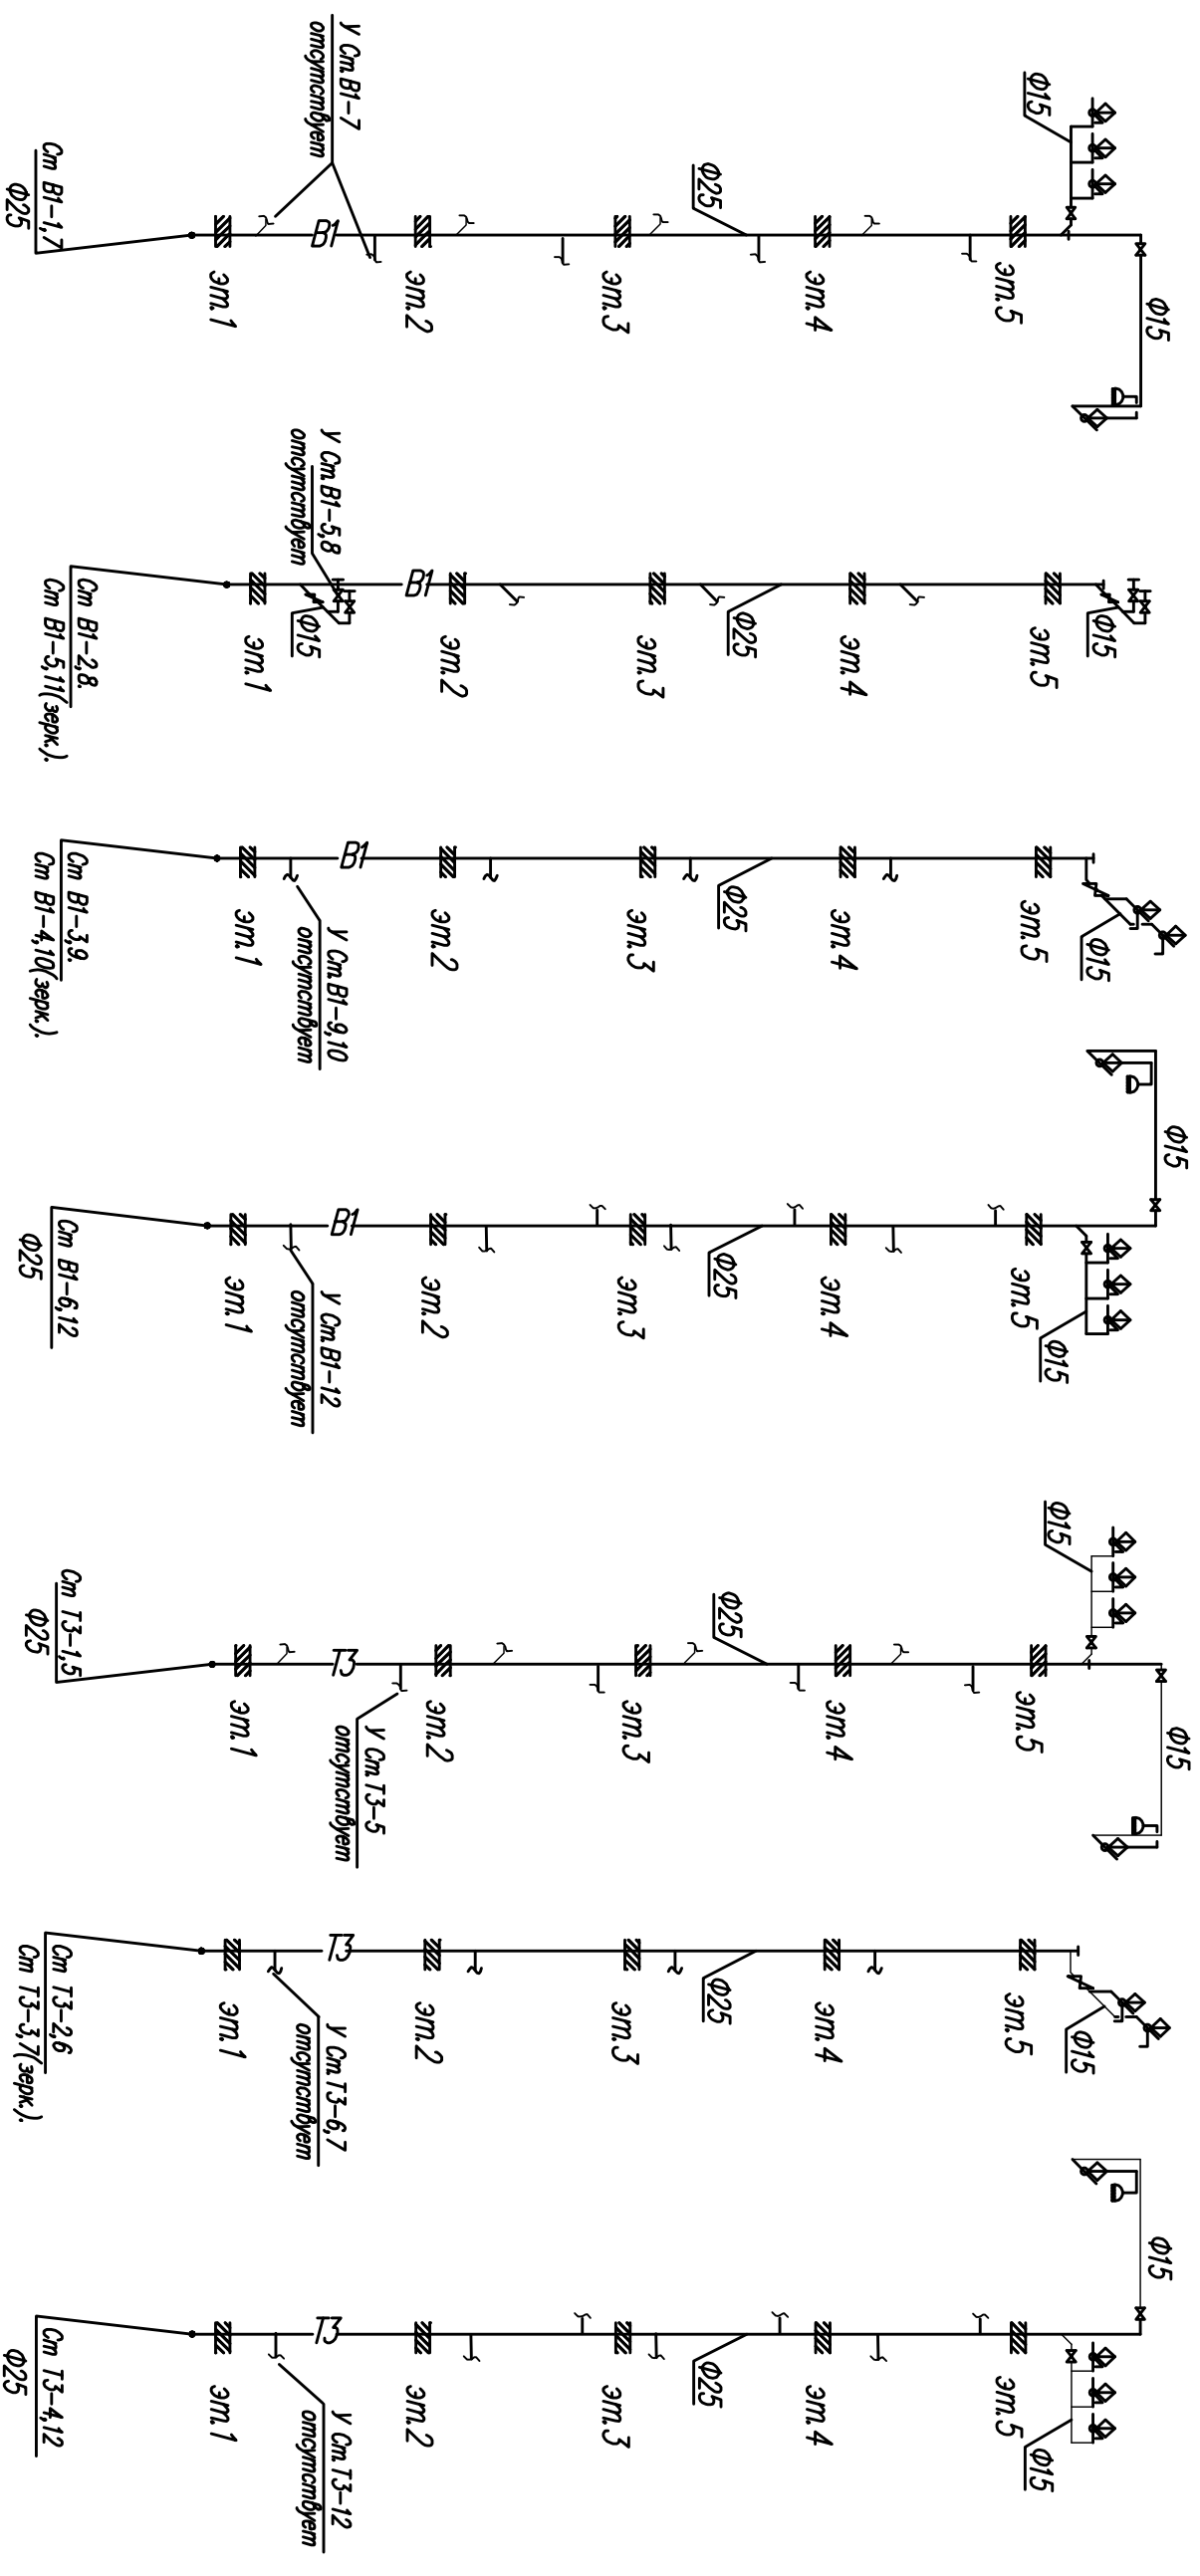 Ф15
Ф15
У Ст.В1-7
отсутствует
Ф25
В1
эт.5
эт.4
эт.3
эт.2
эт.1
Ст В1-1,7
Ф25
Ф15
Ф15
У Ст.В1-5,8
отсутствует
Ф25
В1
эт.5
эт.4
эт.3
эт.2
эт.1
Ст В1-2,8.
Ст В1-5,11(зерк.).
Ф15
Ф25
В1
эт.5
эт.4
эт.3
эт.2
эт.1
У Ст.В1-9,10
отсутствует
Ст В1-3,9.
Ст В1-4,10(зерк.).
Ф15
Ф15
Ф25
В1
эт.5
эт.4
эт.3
эт.2
эт.1
У Ст.В1-12
отсутствует
Ст В1-6,12
Ф25
Ф15
Ф15
Ф25
Т3
эт.5
эт.4
эт.3
эт.2
эт.1
У Ст.Т3-5
отсутствует
Ст Т3-1,5
Ф25
Ф15
Ф25
Т3
эт.5
эт.4
эт.3
эт.2
эт.1
У Ст.Т3-6,7
отсутствует
Ст Т3-2,6
Ст Т3-3,7(зерк.).
Ф15
Ф15
Ф25
Т3
эт.5
эт.4
эт.3
эт.2
эт.1
У Ст.Т3-12
отсутствует
Ст Т3-4,12
Ф25